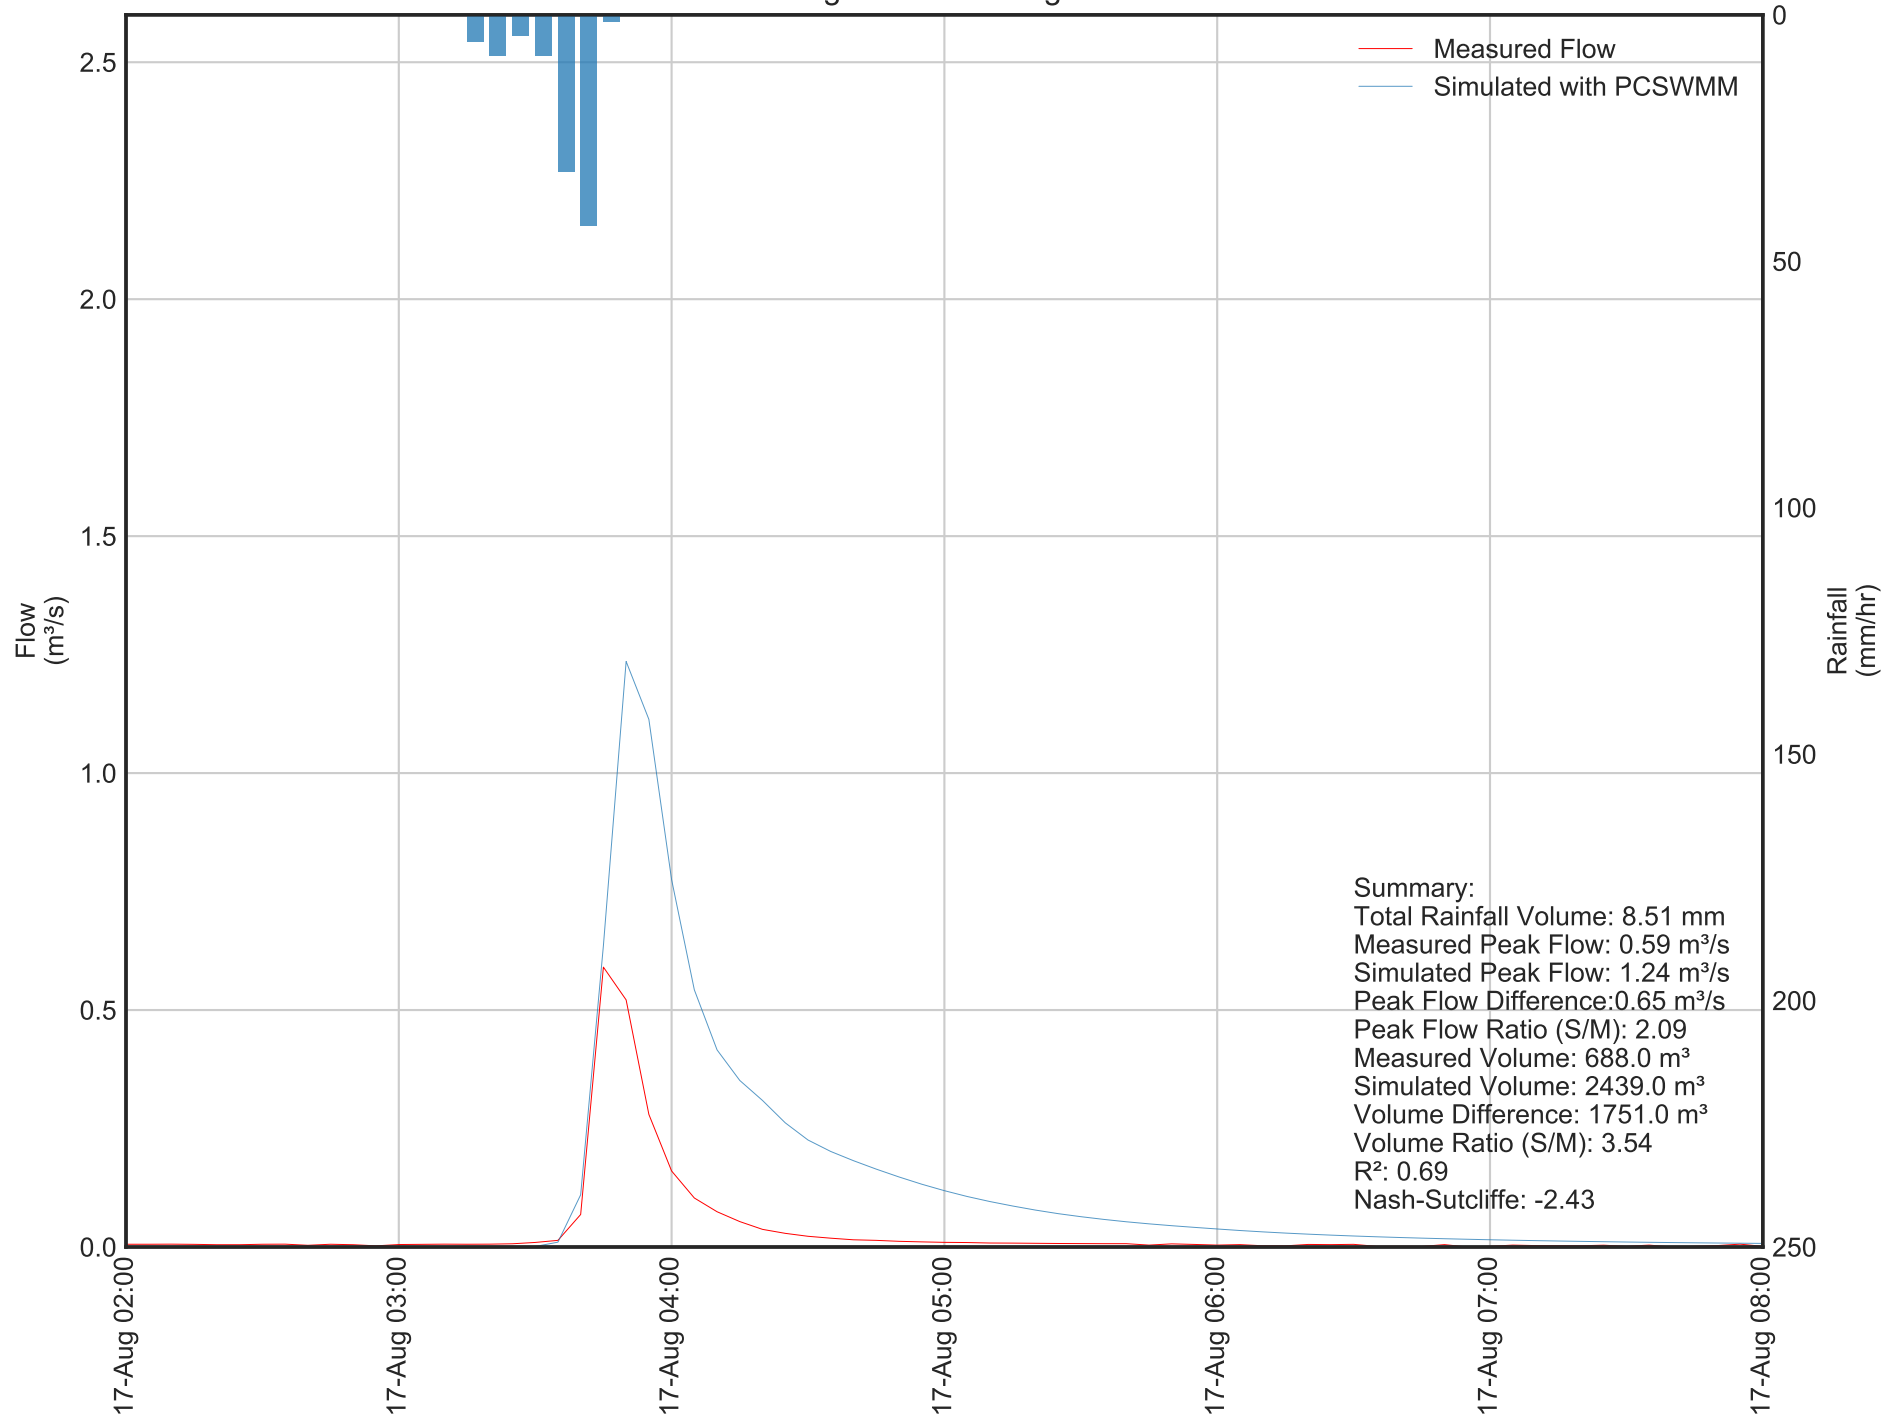 Measured Flow
Simulated with PCSWMM
2.5
2.0
1.5
1.0
0.5
0.0
Flow
(m³/s)
0
50
100
150
200
250
Rainfall
(mm/hr)
Summary:
Total Rainfall Volume: 8.51 mm
Measured Peak Flow: 0.59 m³/s
Simulated Peak Flow: 1.24 m³/s
Peak Flow Difference:0.65 m³/s
Peak Flow Ratio (S/M): 2.09
Measured Volume: 688.0 m³
Simulated Volume: 2439.0 m³
Volume Difference: 1751.0 m³
Volume Ratio (S/M): 3.54
R²: 0.69
Nash-Sutcliffe: -2.43
17-Aug 02:00
17-Aug 03:00
17-Aug 04:00
17-Aug 05:00
17-Aug 06:00
17-Aug 07:00
17-Aug 08:00